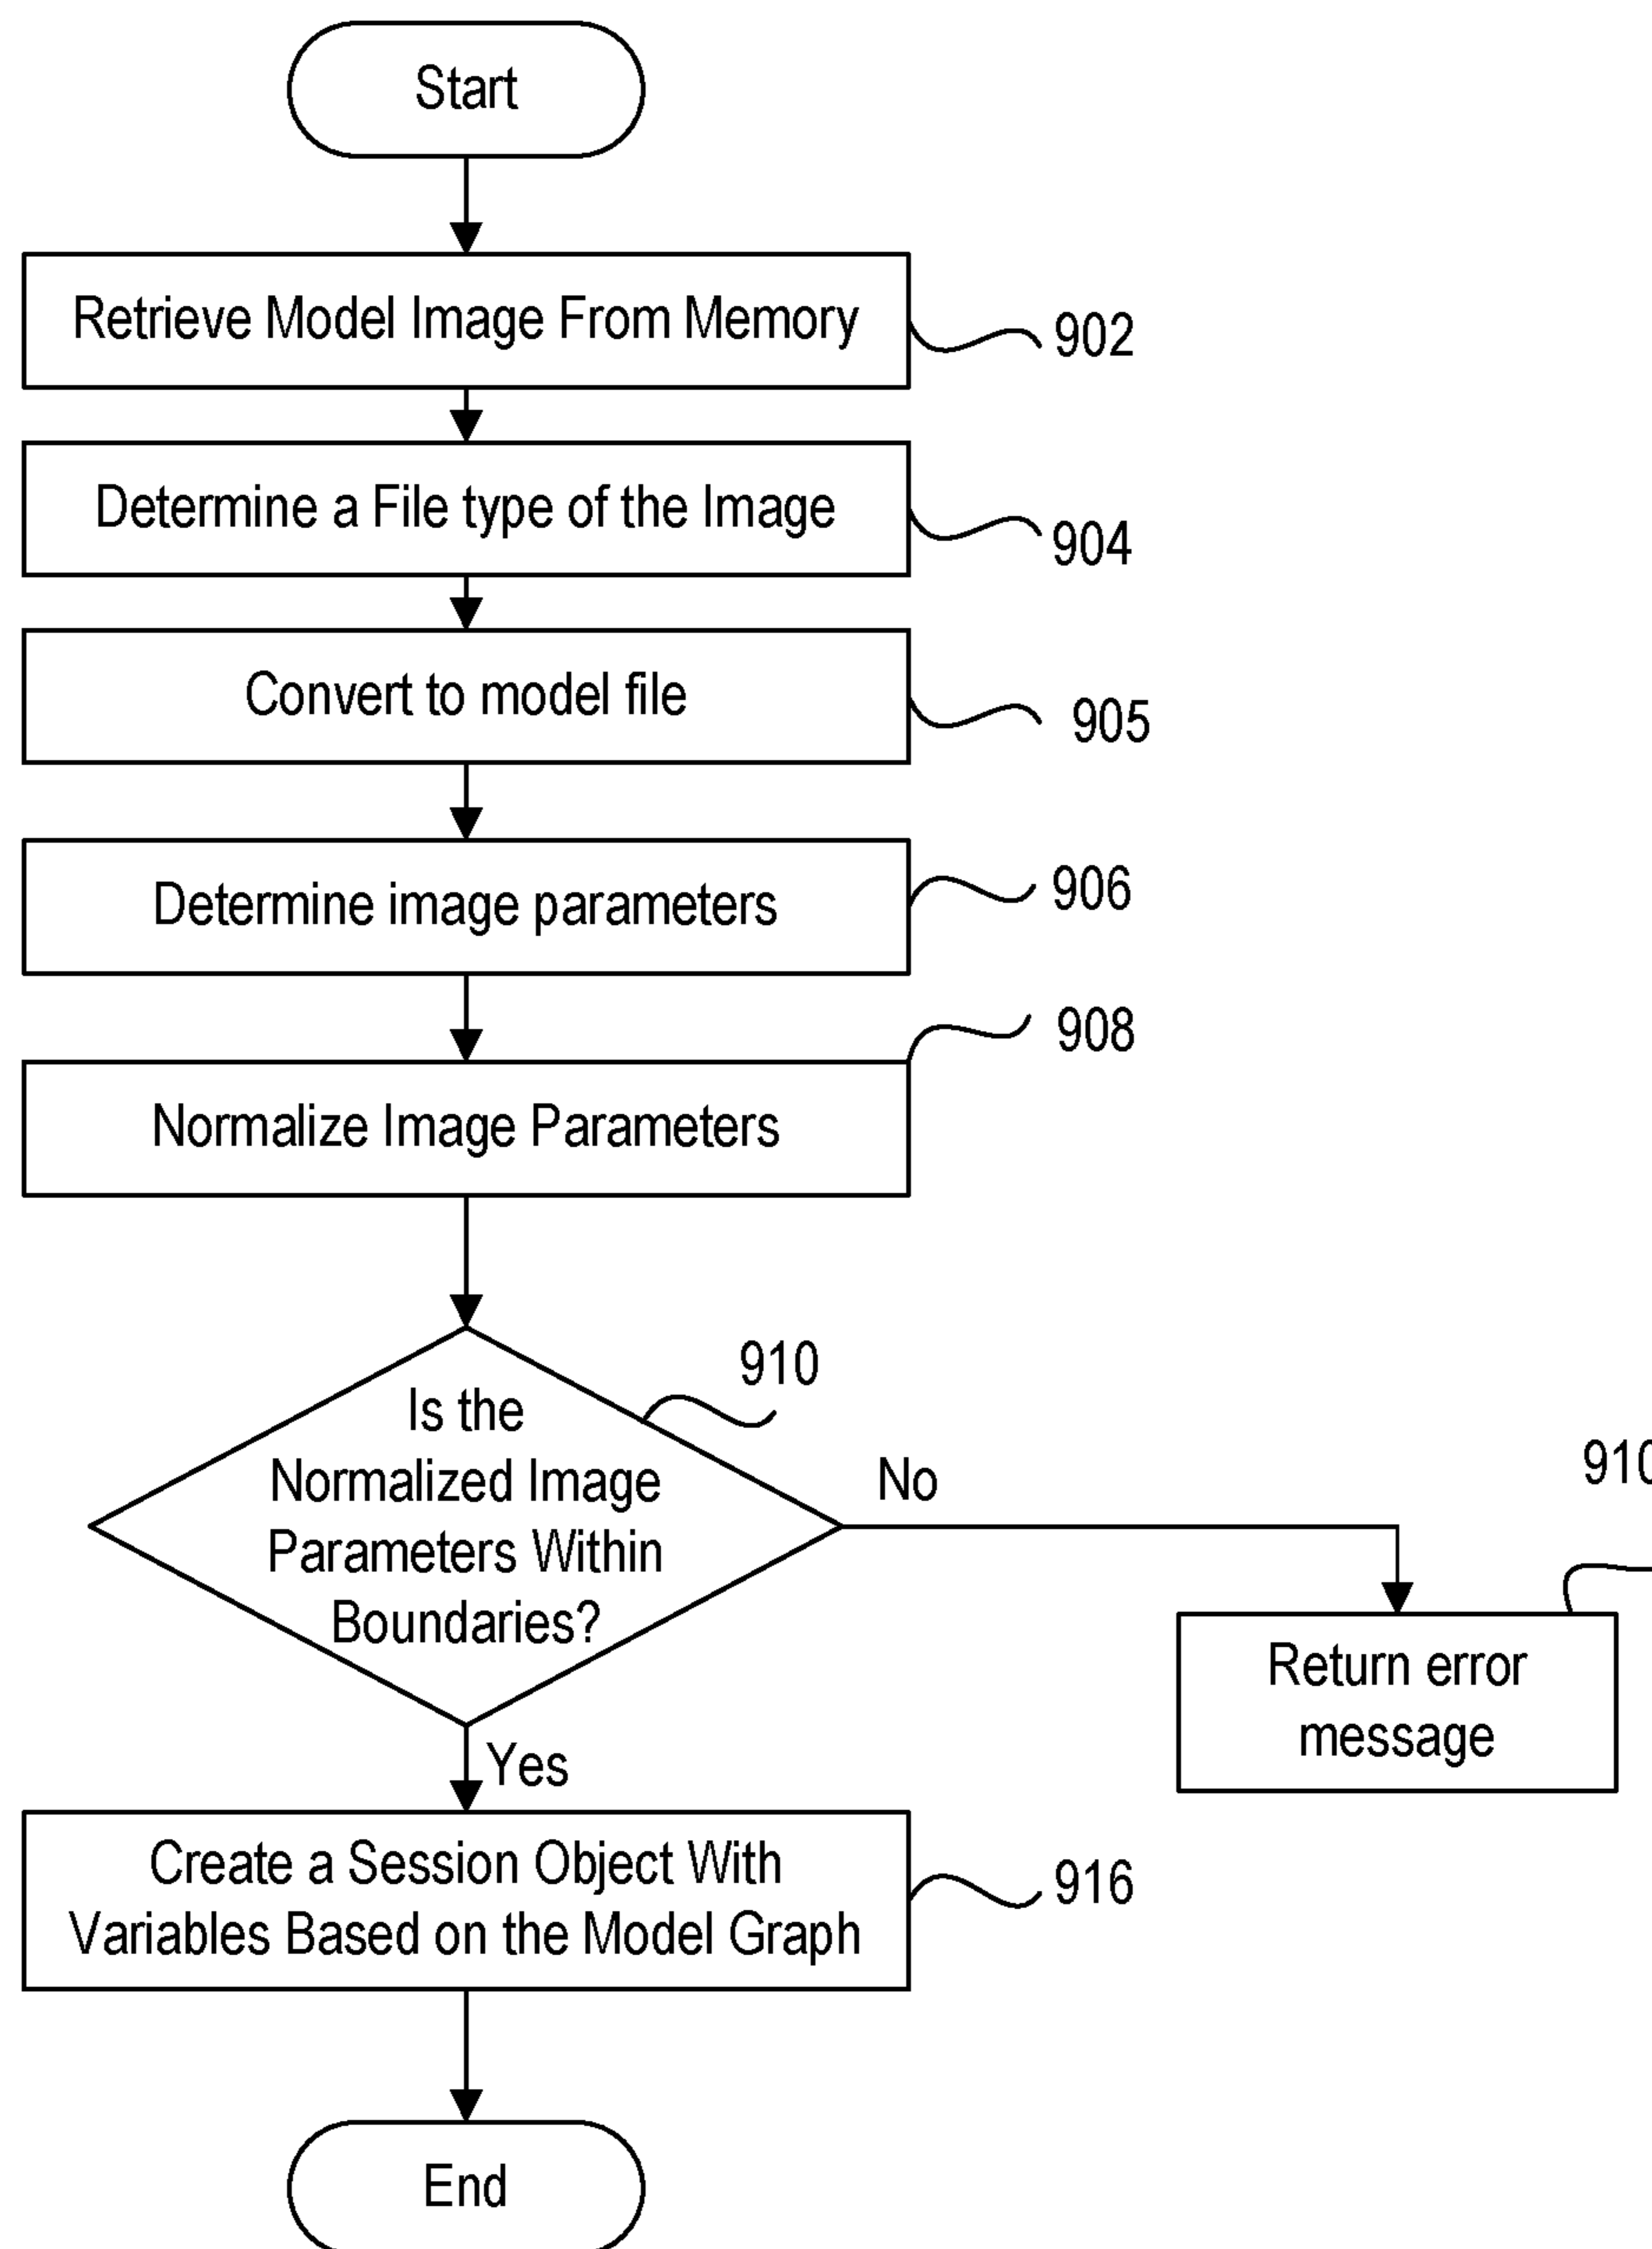 Start
Retrieve Model Image From Memory
902
Determine a File type of the Image
904
Convert to model file
905
Determine image parameters
906
908
Normalize Image Parameters
910
Is the
Normalized Image
Parameters Within
Boundaries?
No
910
Return error
message
Yes
Create a Session Object With
Variables Based on the Model Graph
916
End